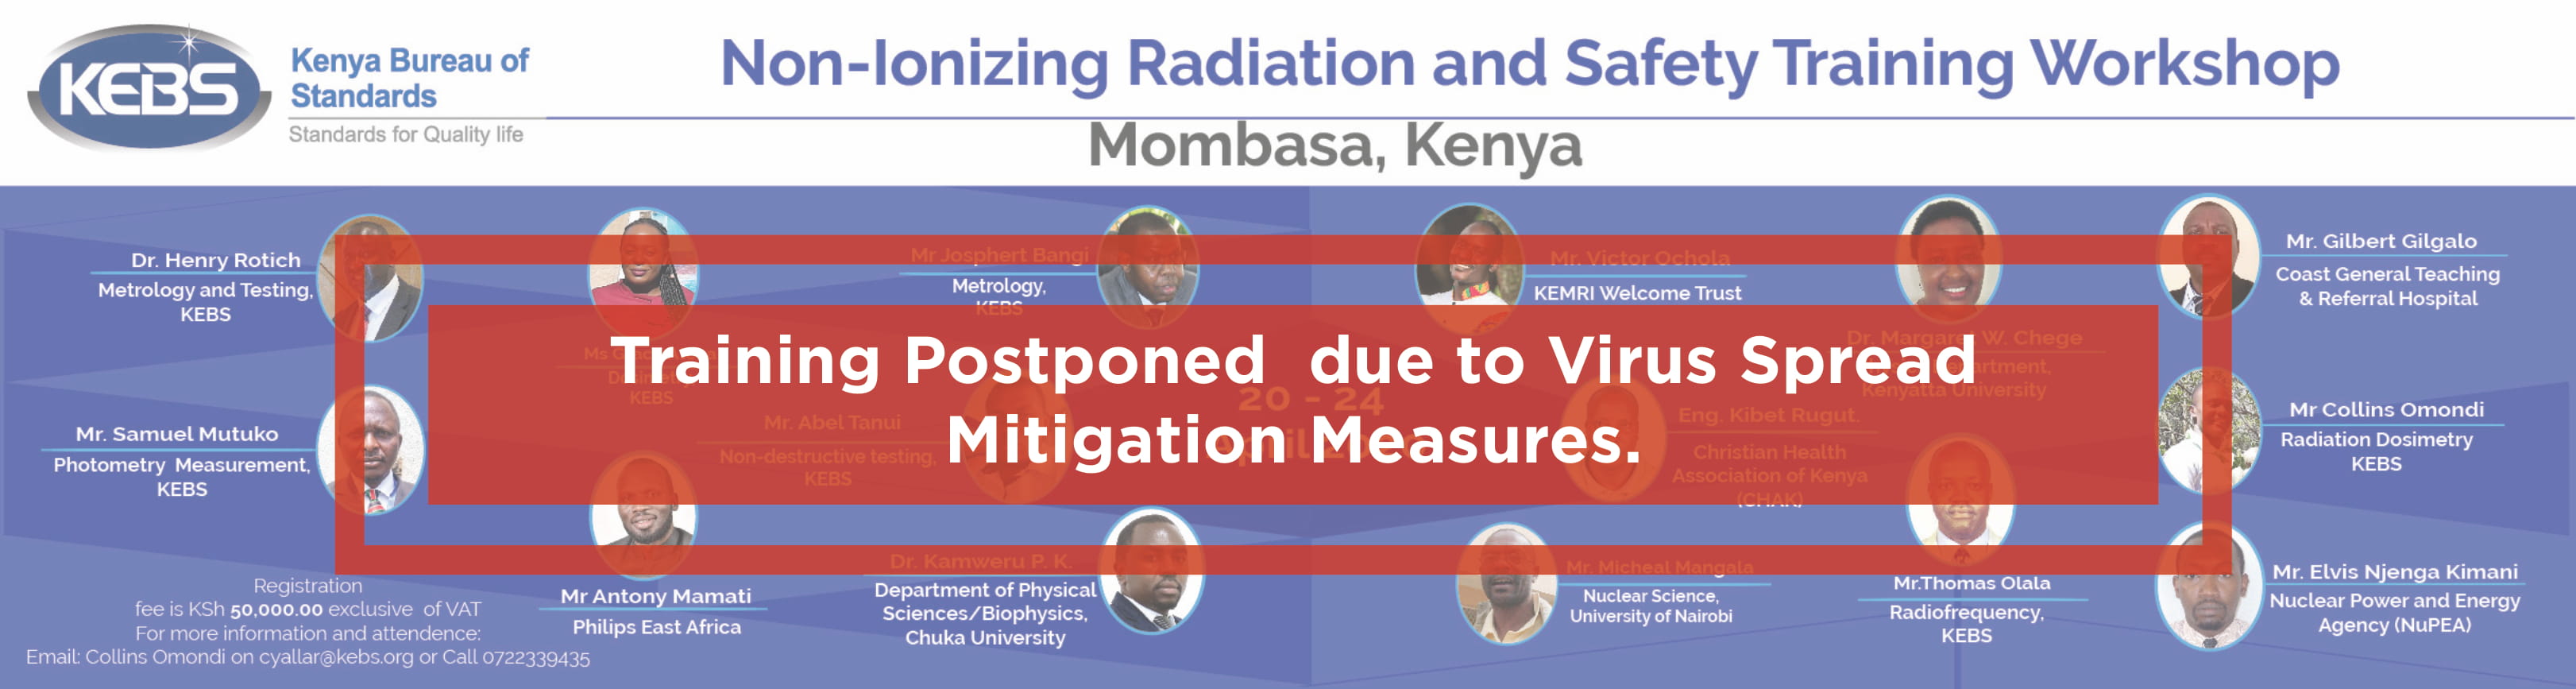 KEBS
Kenya Bureau of
Standards
Standards for Quality life
Non-Ionizing Radiation and Safety Training Workshop
Mombasa, Kenya
Dr. Henry Rotich
Metrology and Testing,
KEBS
Mr Josphert Bangi
Metrology,
KEBS
Mr. Victor Ochola
KEMRI Welcome Trust
Mr. Gilbert Gilgalo
Coast General Teaching
& Referral Hospital
Training Postponed  due to Virus Spread
Mitigation Measures.
Ms
KEBS
Dr. Margaret W. Chege
Kenyatta University
20 - 24
Mr. Samuel Mutuko
Photometry  Measurement,
KEBS
Mr. Abel Tanui
Non-destructive testing,
KEBS
Eng. Kibet Rugut.
Christian Health
Association of Kenya
(CHAK)
Mr Collins Omondi
Radiation Dosimetry
KEBS
Mr Antony Mamati
Philips East Africa
Dr. Kamweru P. K.
Department of Physical
Sciences/Biophysics,
Chuka University
Mr. Micheal Mangala
Nuclear Science,
University of Nairobi
Mr.Thomas Olala
Radiofrequency,
KEBS
Mr. Elvis Njenga Kimani
Nuclear Power and Energy
Agency (NuPEA)
Registration
fee is KSh 50,000.00 exclusive  of VAT
For more information and attendence:
Email: Collins Omondi on cyallar@kebs.org or Call 0722339435